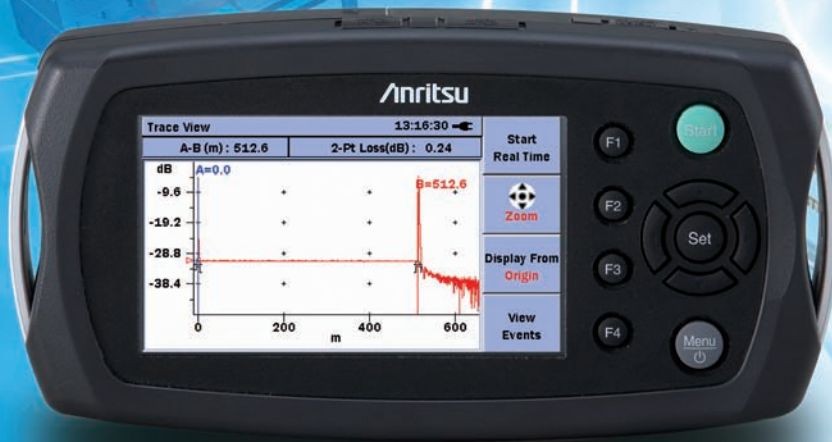 Anritsu
Trace View 13:16:30
A-B (m) : 512.6 2-Pt Loss(dB) : 0.24
dB
A=0.0
B=512.6
-9.6
-19.2
-28.8
-38.4
0 200 400 600
m
Start
Real Time
Zoom
Display From
Origin
View
Events
F1
F2
F3
F4
Start
Set
Menu